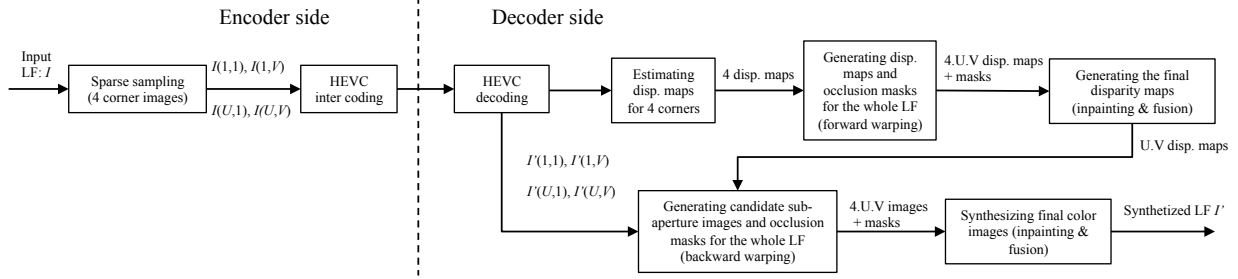 Encoder side
Decoder side
Input
LF: I
Sparse sampling
(4 corner images)
I(1,1), I(1,V)
I(U,1), I(U,V)
HEVC
inter coding
HEVC
decoding
Estimating
disp. maps
for 4 corners
4 disp. maps
Generating disp.
maps and
occlusion masks
for the whole LF
(forward warping)
4.U.V disp. maps
+ masks
Generating the final
disparity maps
(inpainting & fusion)
U.V disp. maps
I'(1,1), I'(1,V)
I'(U,1), I'(U,V)
Generating candidate sub-
aperture images and occlusion
masks for the whole LF
(backward warping)
4.U.V images
+ masks
Synthesizing final color
images (inpainting &
fusion)
Synthetized LF I'